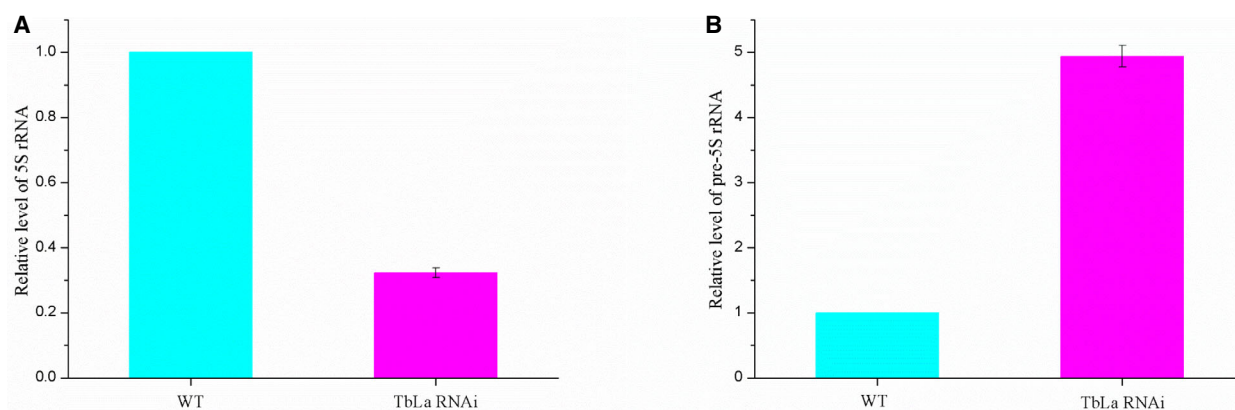 A
Relative level of 5S rRNA
1.0
0.8
0.6
0.4
0.2
0.0
WT
TbLa RNAi
B
Relative level of pre-5S rRNA
5
4
3
2
1
0
WT
TbLa RNAi